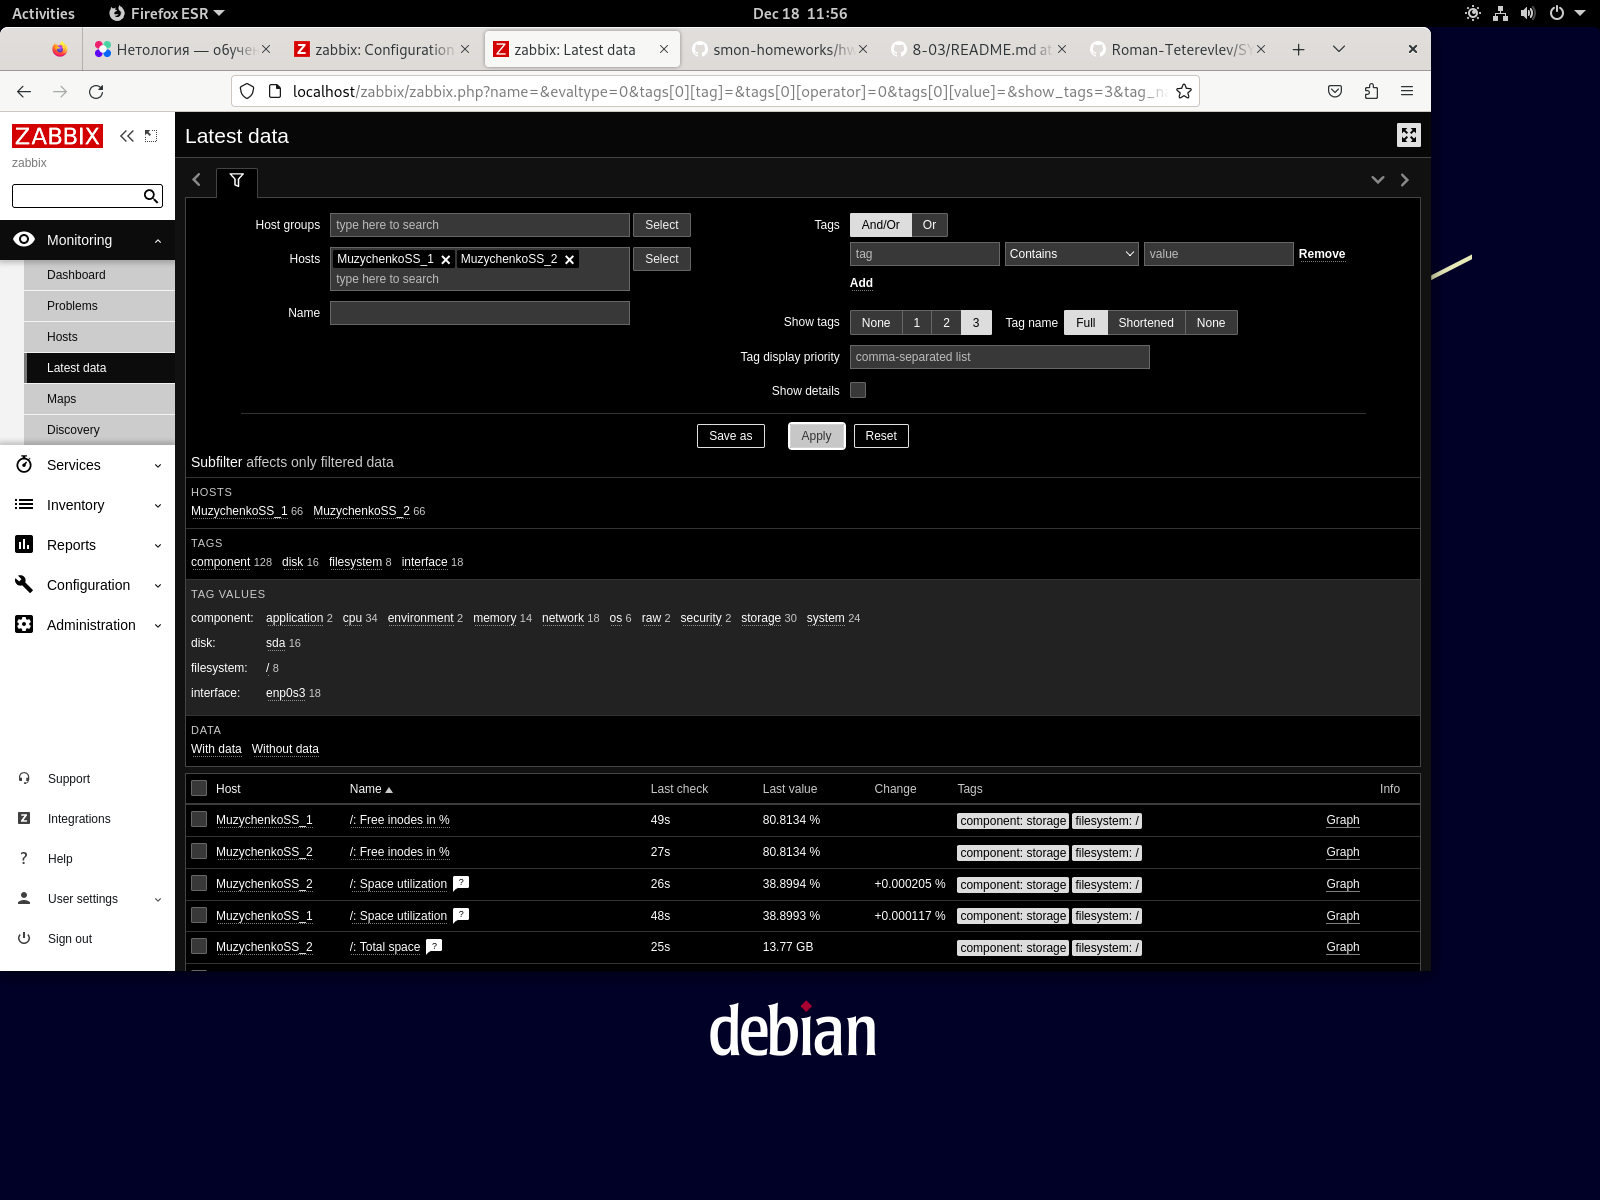 Activities Firefox ESR Dec 18 11:56
Нетология — обучен zabbix: Configuration zabbix: Latest data smon-homeworks/hw 8-03/README.md at Roman-Teterevlev/SY
localhost/zabbix/zabbix.php?name=&evaltype=0&tags[0][tag]=&tags[0][operator]=0&tags[0][value]=&show_tags=3&tag_na
ZABBIX
zabbix
Monitoring
Dashboard
Problems
Hosts
Latest data
Maps
Discovery
Services
Inventory
Reports
Configuration
Administration
Support
Integrations
Help
User settings
Sign out
Latest data
Host groups type here to search Select
Hosts MuzychenkoSS_1 MuzychenkoSS_2 Select
type here to search
Name
Tags And/Or Or
tag Contains value Remove
Add
Show tags None 1 2 3 Tag name Full Shortened None
Tag display priority comma-separated list
Show details
Save as Apply Reset
Subfilter affects only filtered data
HOSTS
MuzychenkoSS_1 66 MuzychenkoSS_2 66
TAGS
component 128 disk 16 filesystem 8 interface 18
TAG VALUES
component: application 2 cpu 34 environment 2 memory 14 network 18 os 6 raw 2 security 2 storage 30 system 24
disk: sda 16
filesystem: / 8
interface: enp0s3 18
DATA
With data Without data
Host Name Last check Last value Change Tags Info
MuzychenkoSS_1 /: Free inodes in % 49s 80.8134 % component: storage filesystem: / Graph
MuzychenkoSS_2 /: Free inodes in % 27s 80.8134 % component: storage filesystem: / Graph
MuzychenkoSS_2 /: Space utilization ? 26s 38.8994 % +0.000205 % component: storage filesystem: / Graph
MuzychenkoSS_1 /: Space utilization ? 48s 38.8993 % +0.000117 % component: storage filesystem: / Graph
MuzychenkoSS_2 /: Total space ? 25s 13.77 GB component: storage filesystem: / Graph
debian